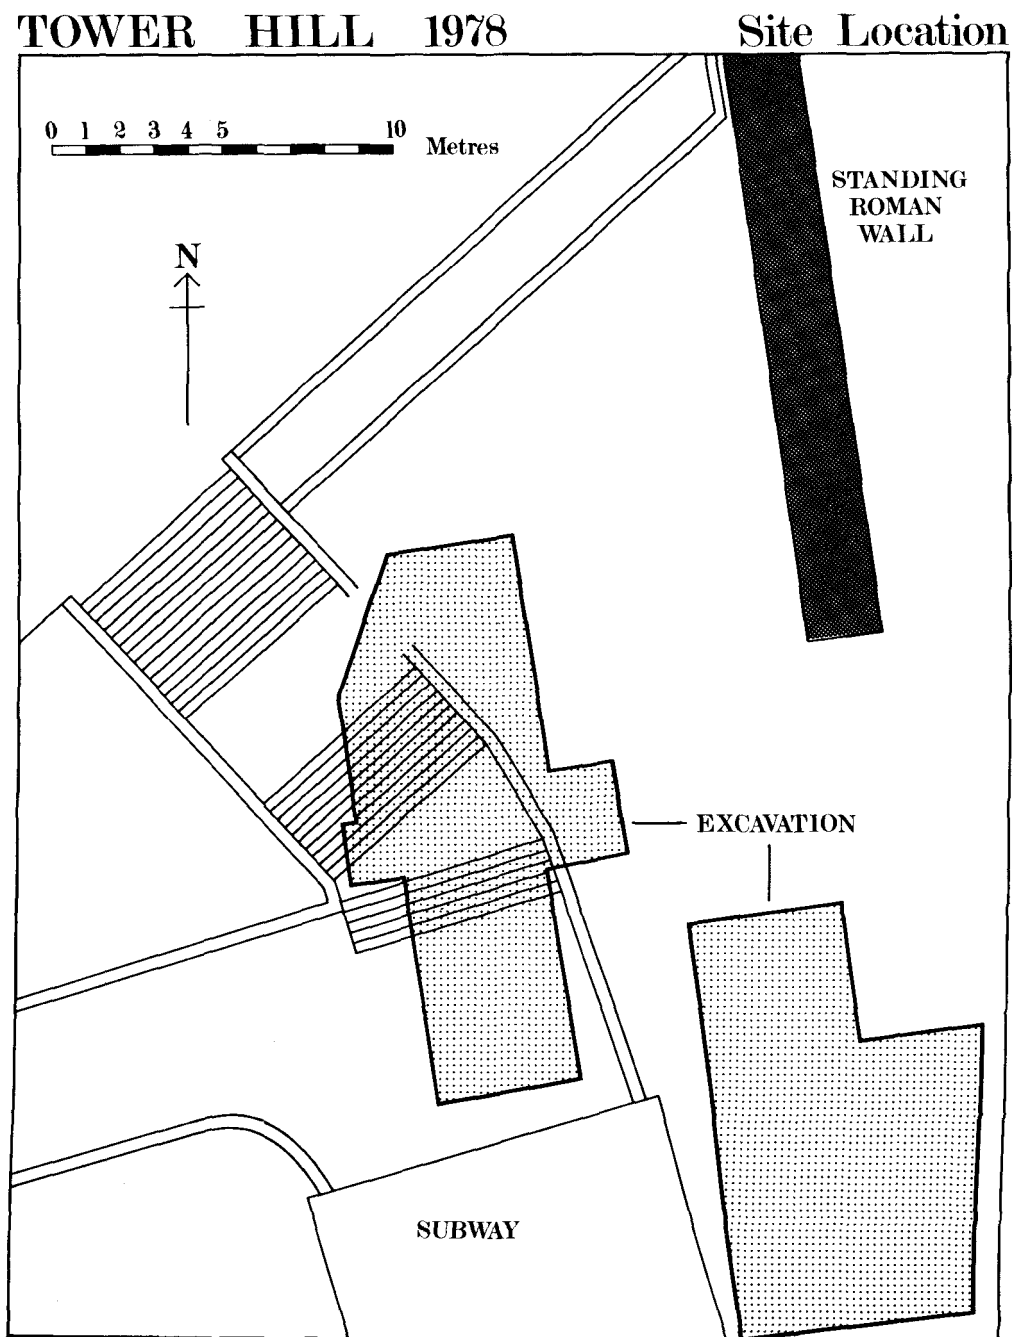 TOWER HILL 1978 Site Location
0 1 2 3 4 5 10 Metres
STANDING
ROMAN
WALL
N
EXCAVATION
SUBWAY